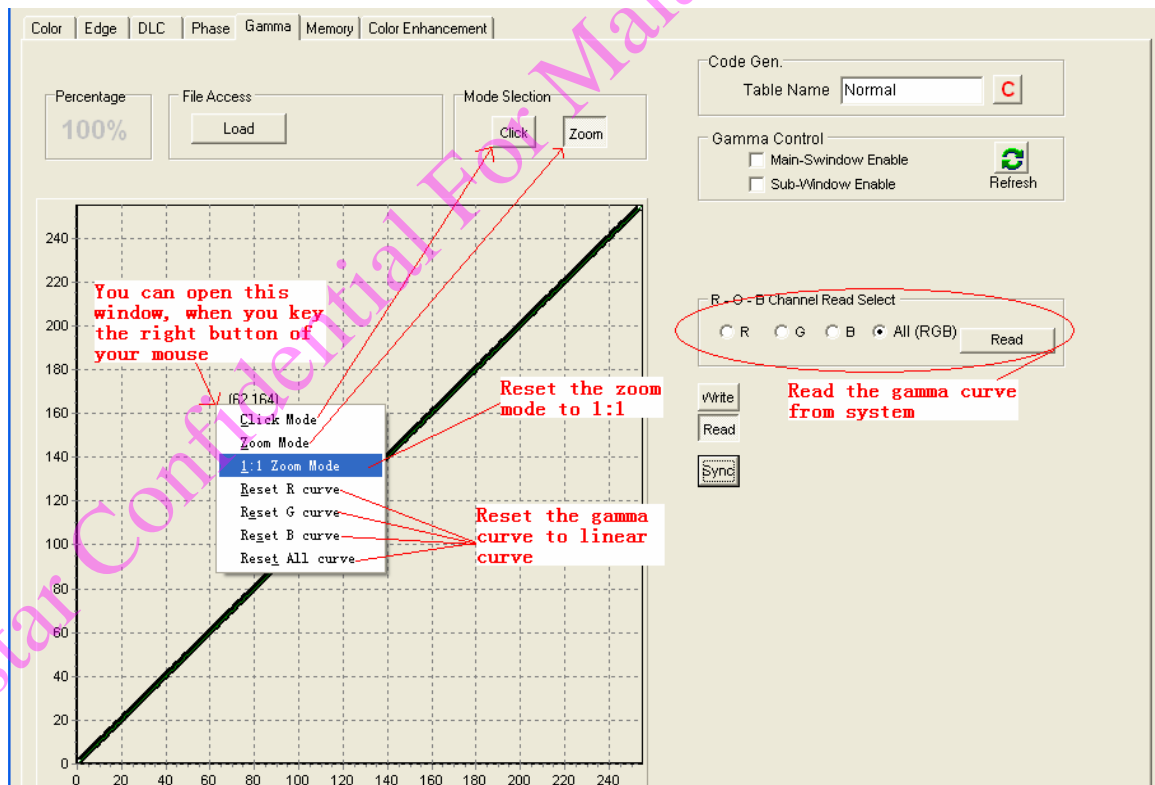 Color Edge DLC Phase Gamma Memory Color Enhancement
Percentage
100%
File Access
Load
Mode Slection
Click Zoom
Code Gen.
Table Name Normal C
Gamma Control
Main-Swindow Enable
Sub-Window Enable
Refresh
240
220
200
180
160
140
120
100
80
60
40
20
0
0 20 40 60 80 100 120 140 160 180 200 220 240
You can open this
window, when you key
the right button of
your mouse
(62,164)
Click Mode
Zoom Mode
1:1 Zoom Mode
Reset R curve
Reset G curve
Reset B curve
Reset All curve
Reset the zoom
mode to 1:1
Reset the gamma
curve to linear
curve
R - O - B Channel Read Select
R G B All (RGB) Read
Read the gamma curve
from system
Write
Read
Sync
star Confidential For Mal